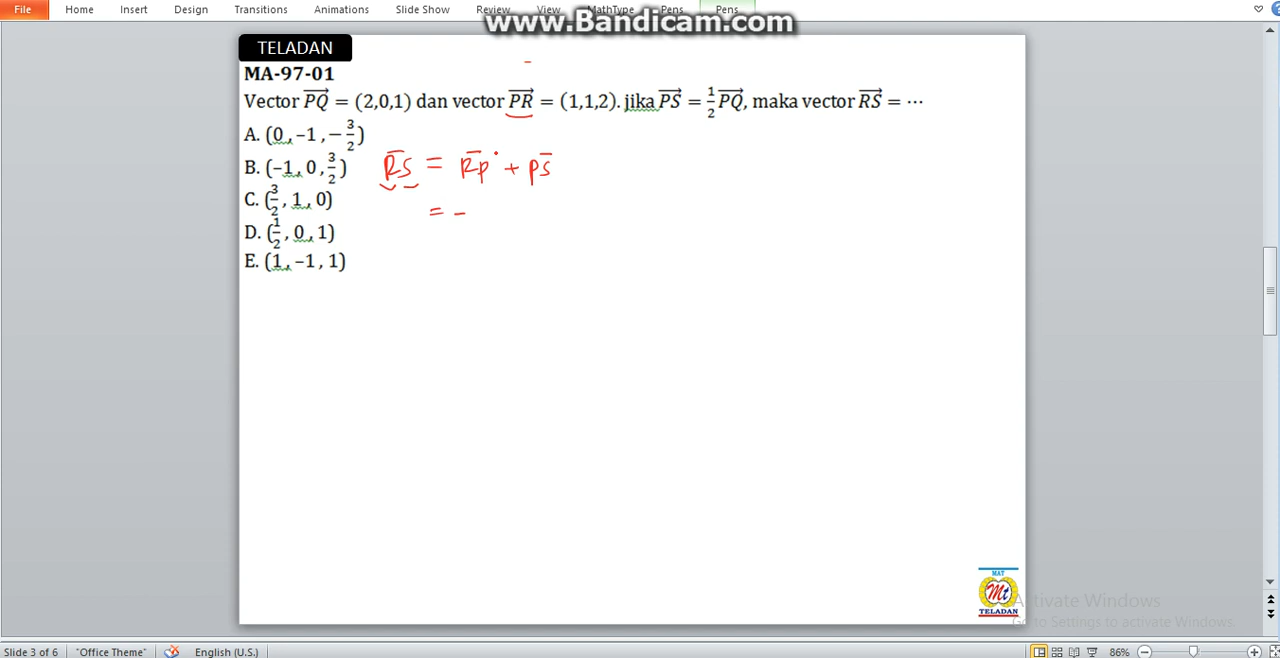 www.Bandicam.com
File Home Insert Design Transitions Animations Slide Show Review View MathType Pens Pens
TELADAN
MA-97-01
Vector PQ⃗ = (2,0,1) dan vector PR⃗ = (1,1,2). jika PS⃗ = 1/2 PQ⃗, maka vector RS⃗ = ⋯
A. (0 , −1 , −3/2)
B. (−1, 0 , 3/2)
C. (3/2 , 1 , 0)
D. (1/2 , 0 , 1)
E. (1, −1 , 1)
R̅S̅ = R̅P̅ + P̅S̅
= −
MAT
Mt
TELADAN
Activate Windows
Go to Settings to activate Windows.
Slide 3 of 6 "Office Theme" English (U.S.) 86%